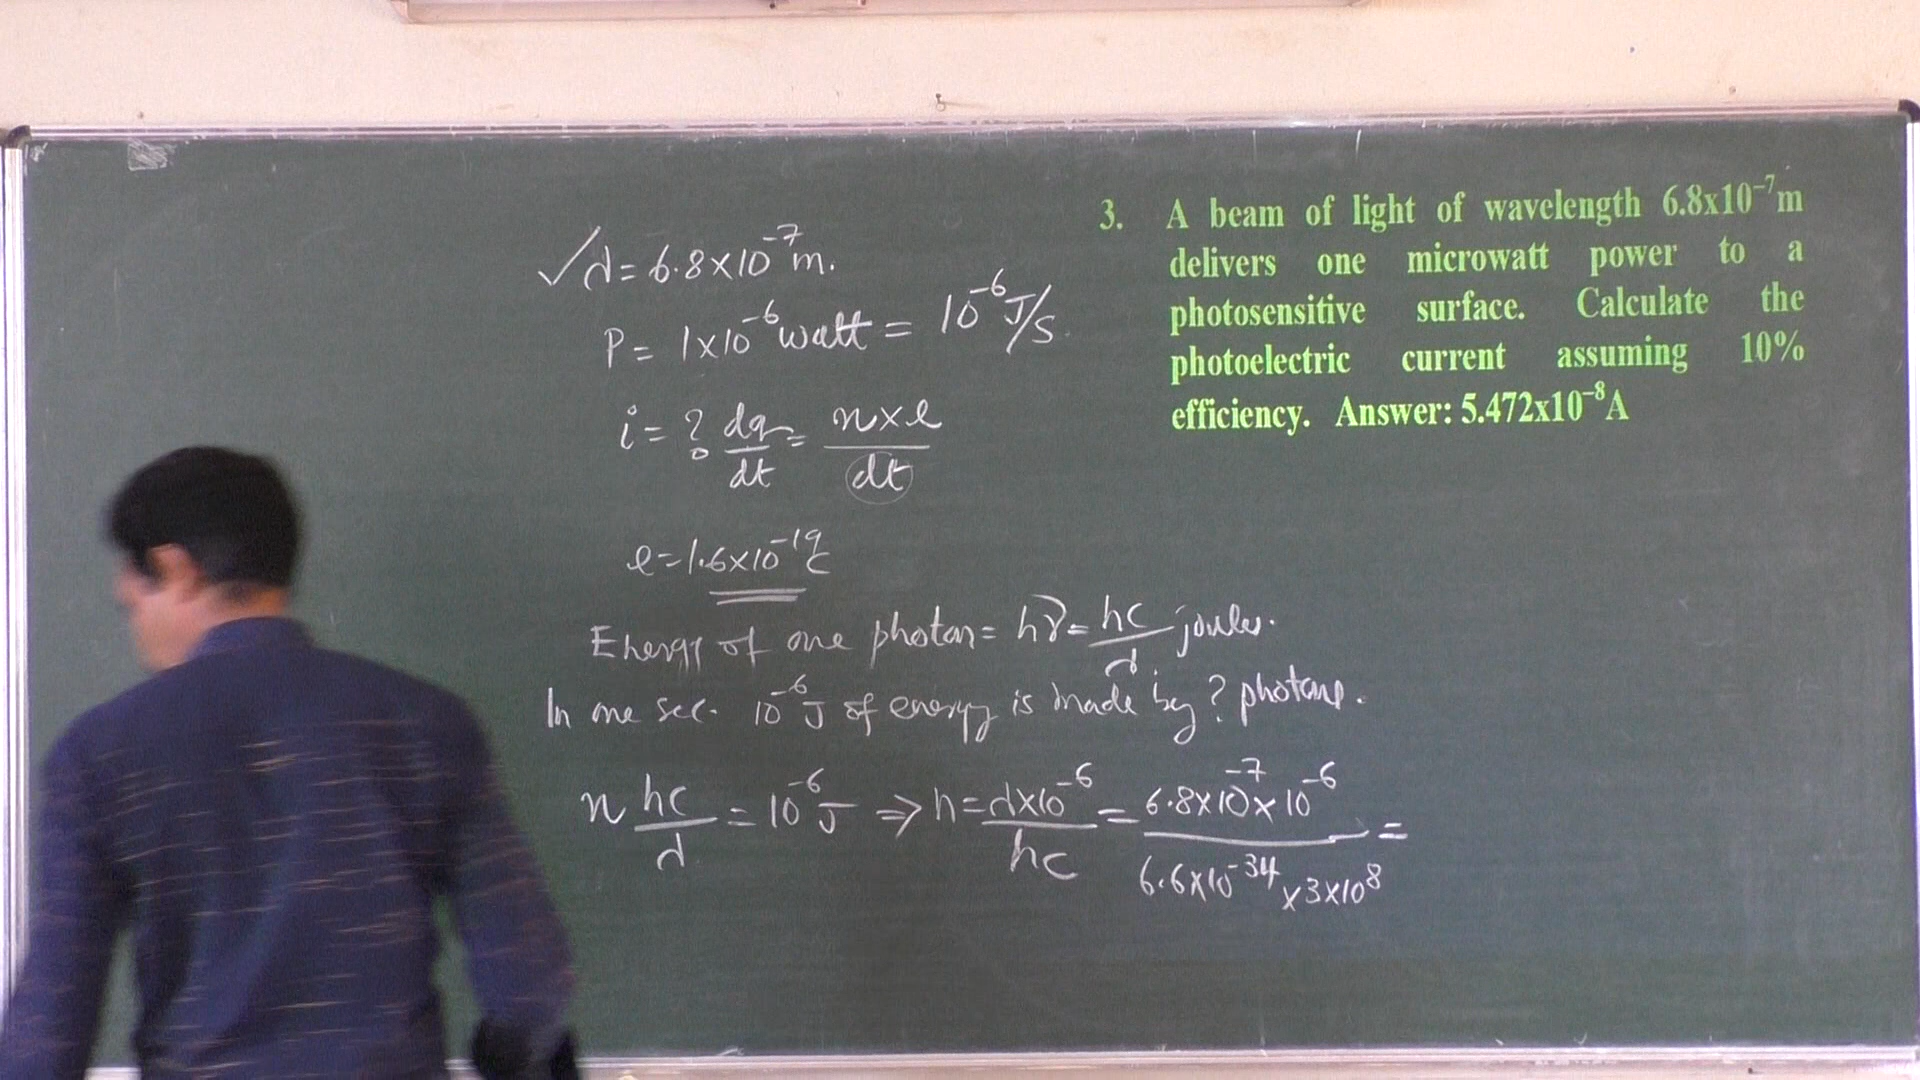 λ = 6.8×10⁻⁷ m.
P = 1×10⁻⁶ watt = 10⁻⁶ J/s.
i = ? dq/dt = n×e/dt
e = 1.6×10⁻¹⁹ C
Energy of one photon = hν = hc/λ joules.
In one sec. 10⁻⁶ J of energy is made by ? photons.
n hc/λ = 10⁻⁶ J ⇒ n = λ×10⁻⁶/hc = 6.8×10⁻⁷×10⁻⁶/6.6×10⁻³⁴×3×10⁸ =
3. A beam of light of wavelength 6.8x10⁻⁷m
delivers one microwatt power to a
photosensitive surface. Calculate the
photoelectric current assuming 10%
efficiency. Answer: 5.472x10⁻⁸A